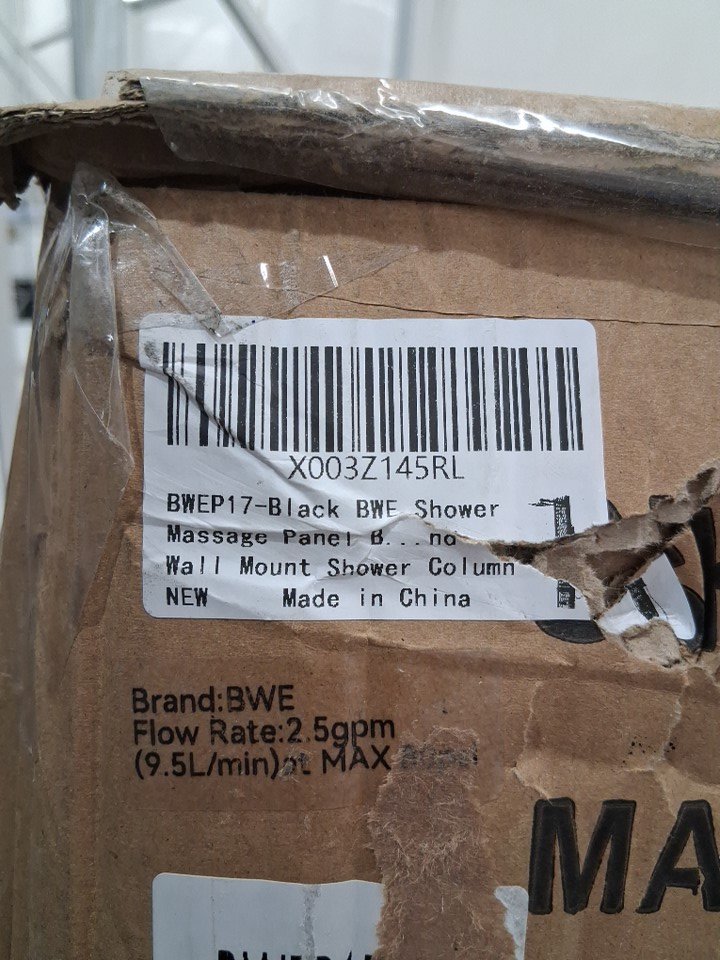 X003Z145RL
BWEP17-Black BWE Shower
Massage Panel B...nd
Wall Mount Shower Column
NEW Made in China
Brand:BWE
Flow Rate:2.5gpm
(9.5L/min)at MAX
MA